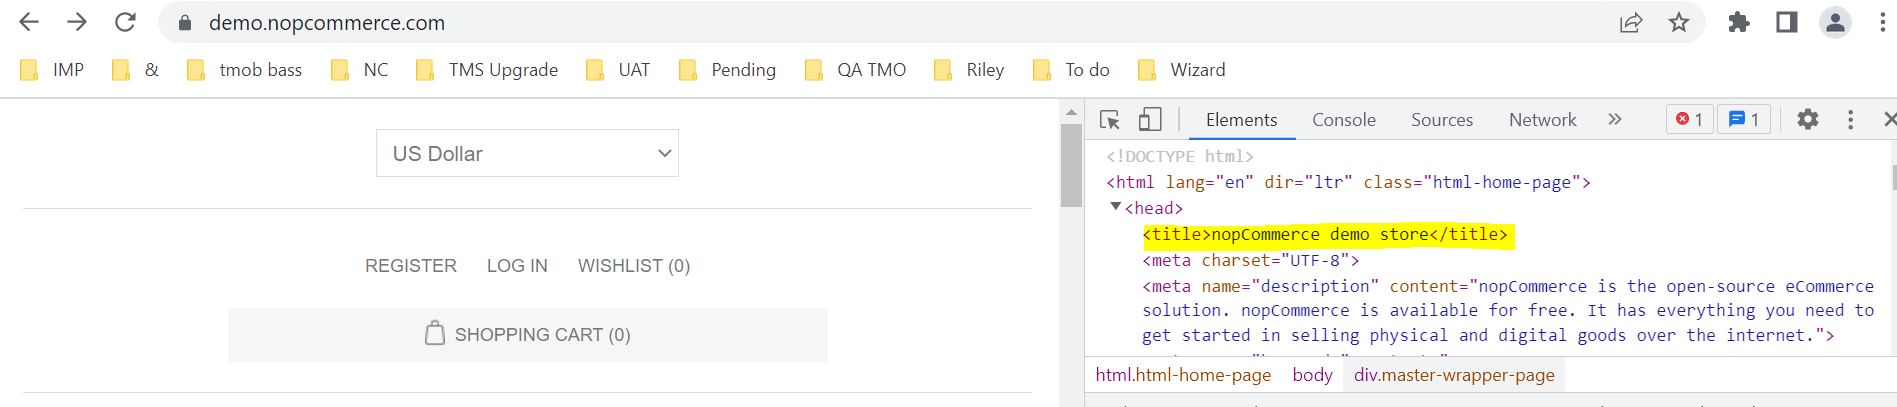 demo.nopcommerce.com
IMP & tmob bass NC TMS Upgrade UAT Pending QA TMO Riley To do Wizard
US Dollar
REGISTER LOG IN WISHLIST (0)
SHOPPING CART (0)
Elements Console Sources Network » 1 1
<!DOCTYPE html>
<html lang="en" dir="ltr" class="html-home-page">
<head>
<title>nopCommerce demo store</title>
<meta charset="UTF-8">
<meta name="description" content="nopCommerce is the open-source eCommerce
solution. nopCommerce is available for free. It has everything you need to
get started in selling physical and digital goods over the internet.">
html.html-home-page body div.master-wrapper-page